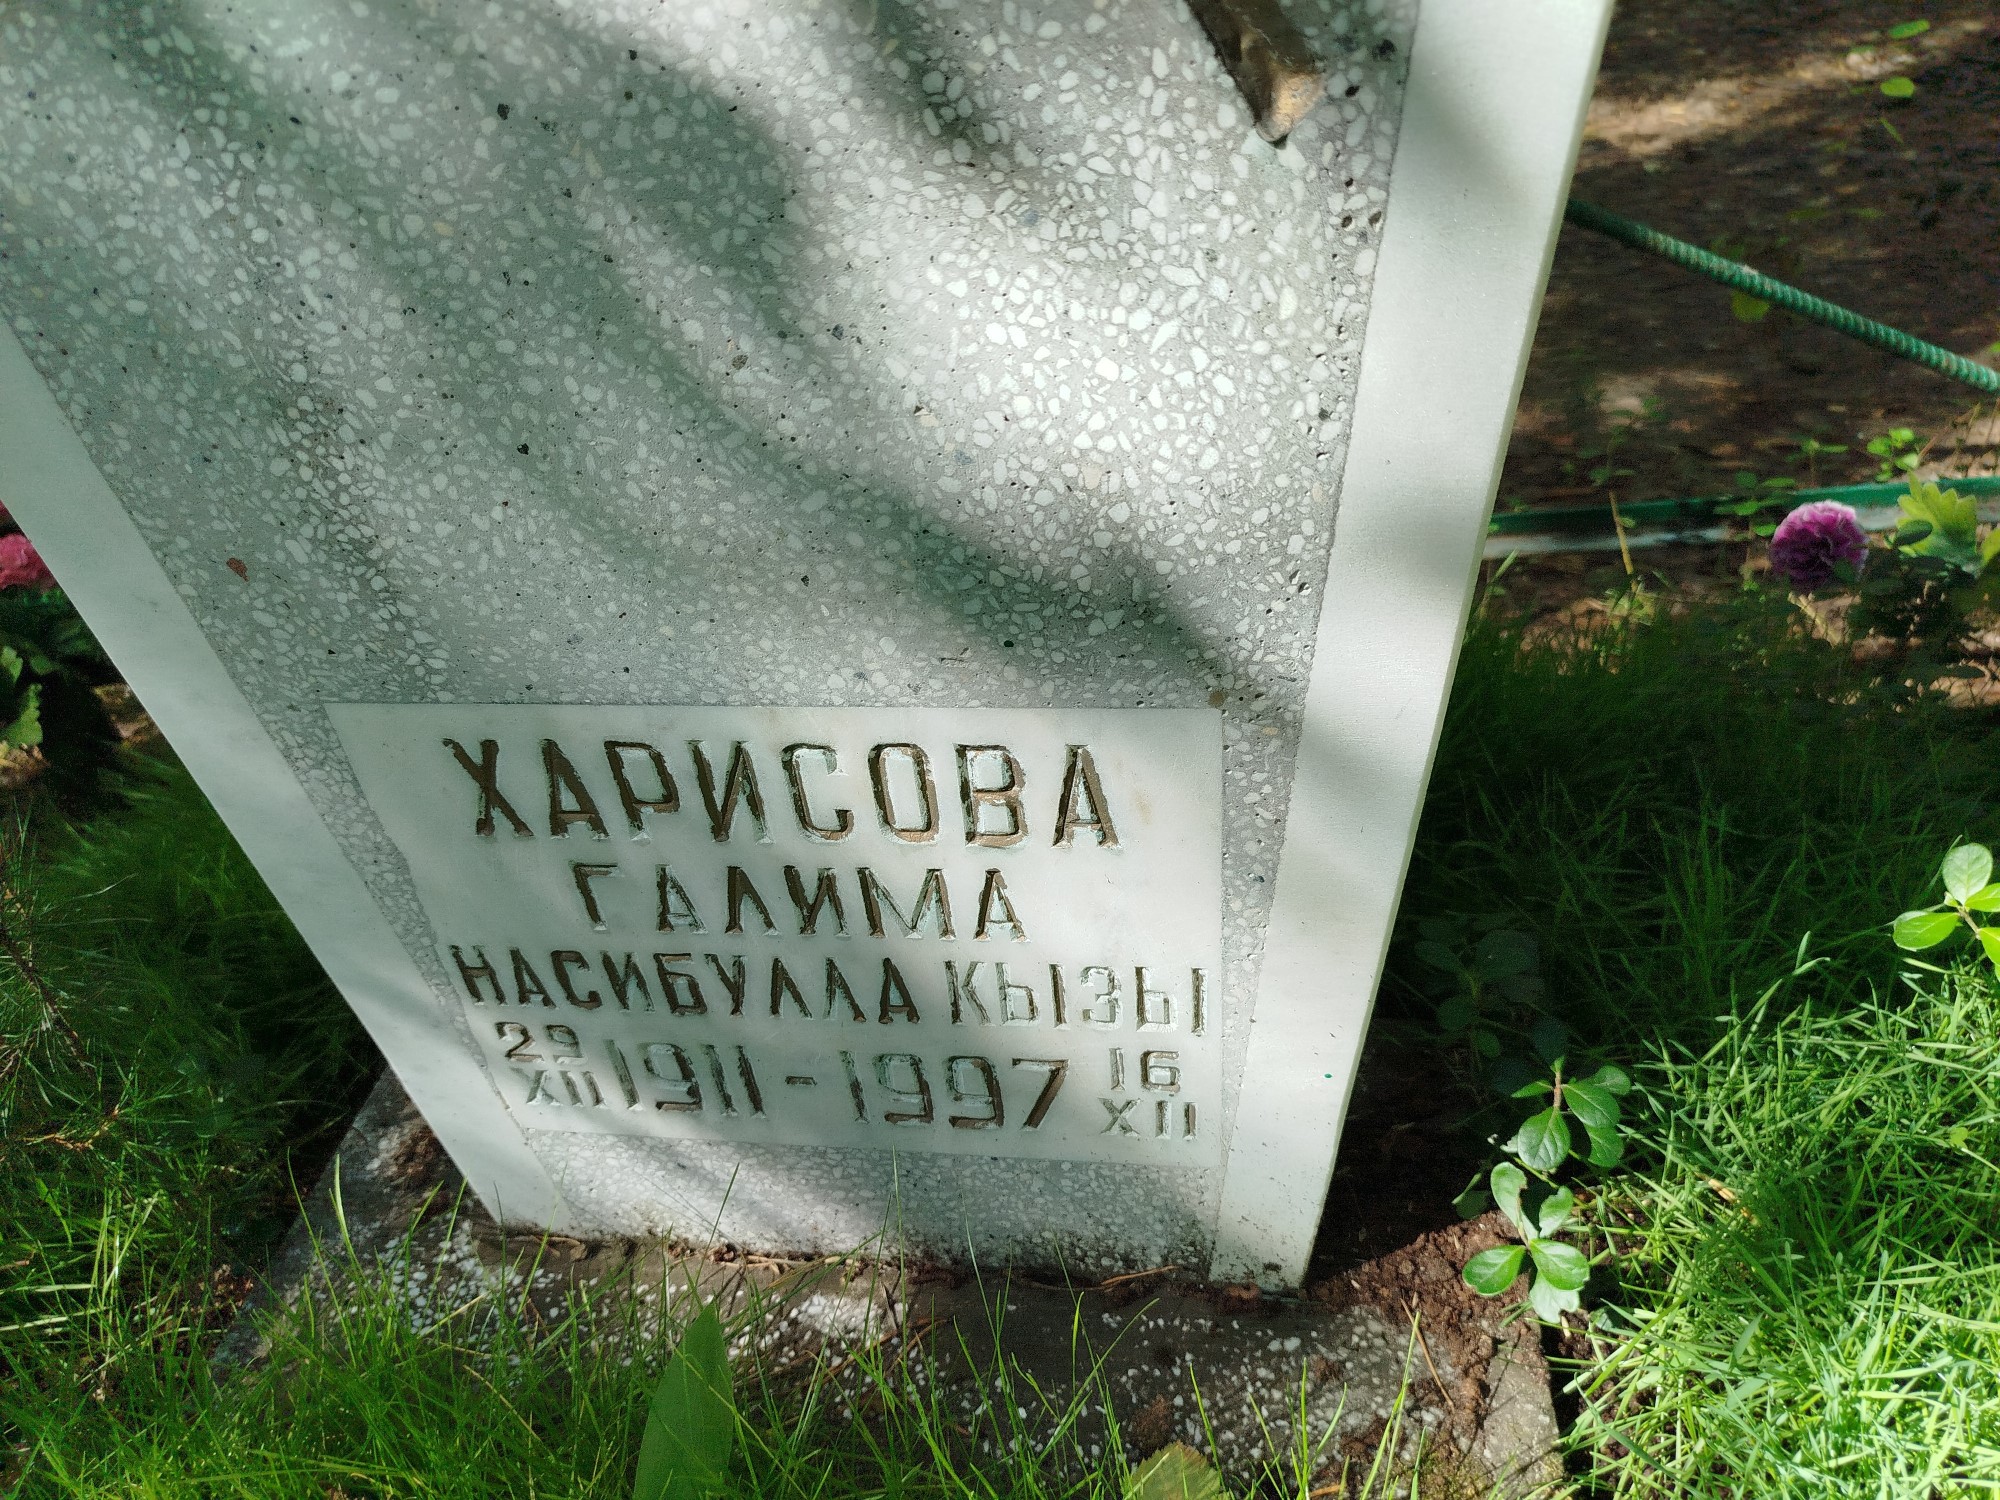 ХАРИСОВА
ГАЛИМА
НАСИБУЛЛА КЫЗЫ
29 XII 1911 - 1997 16 XII